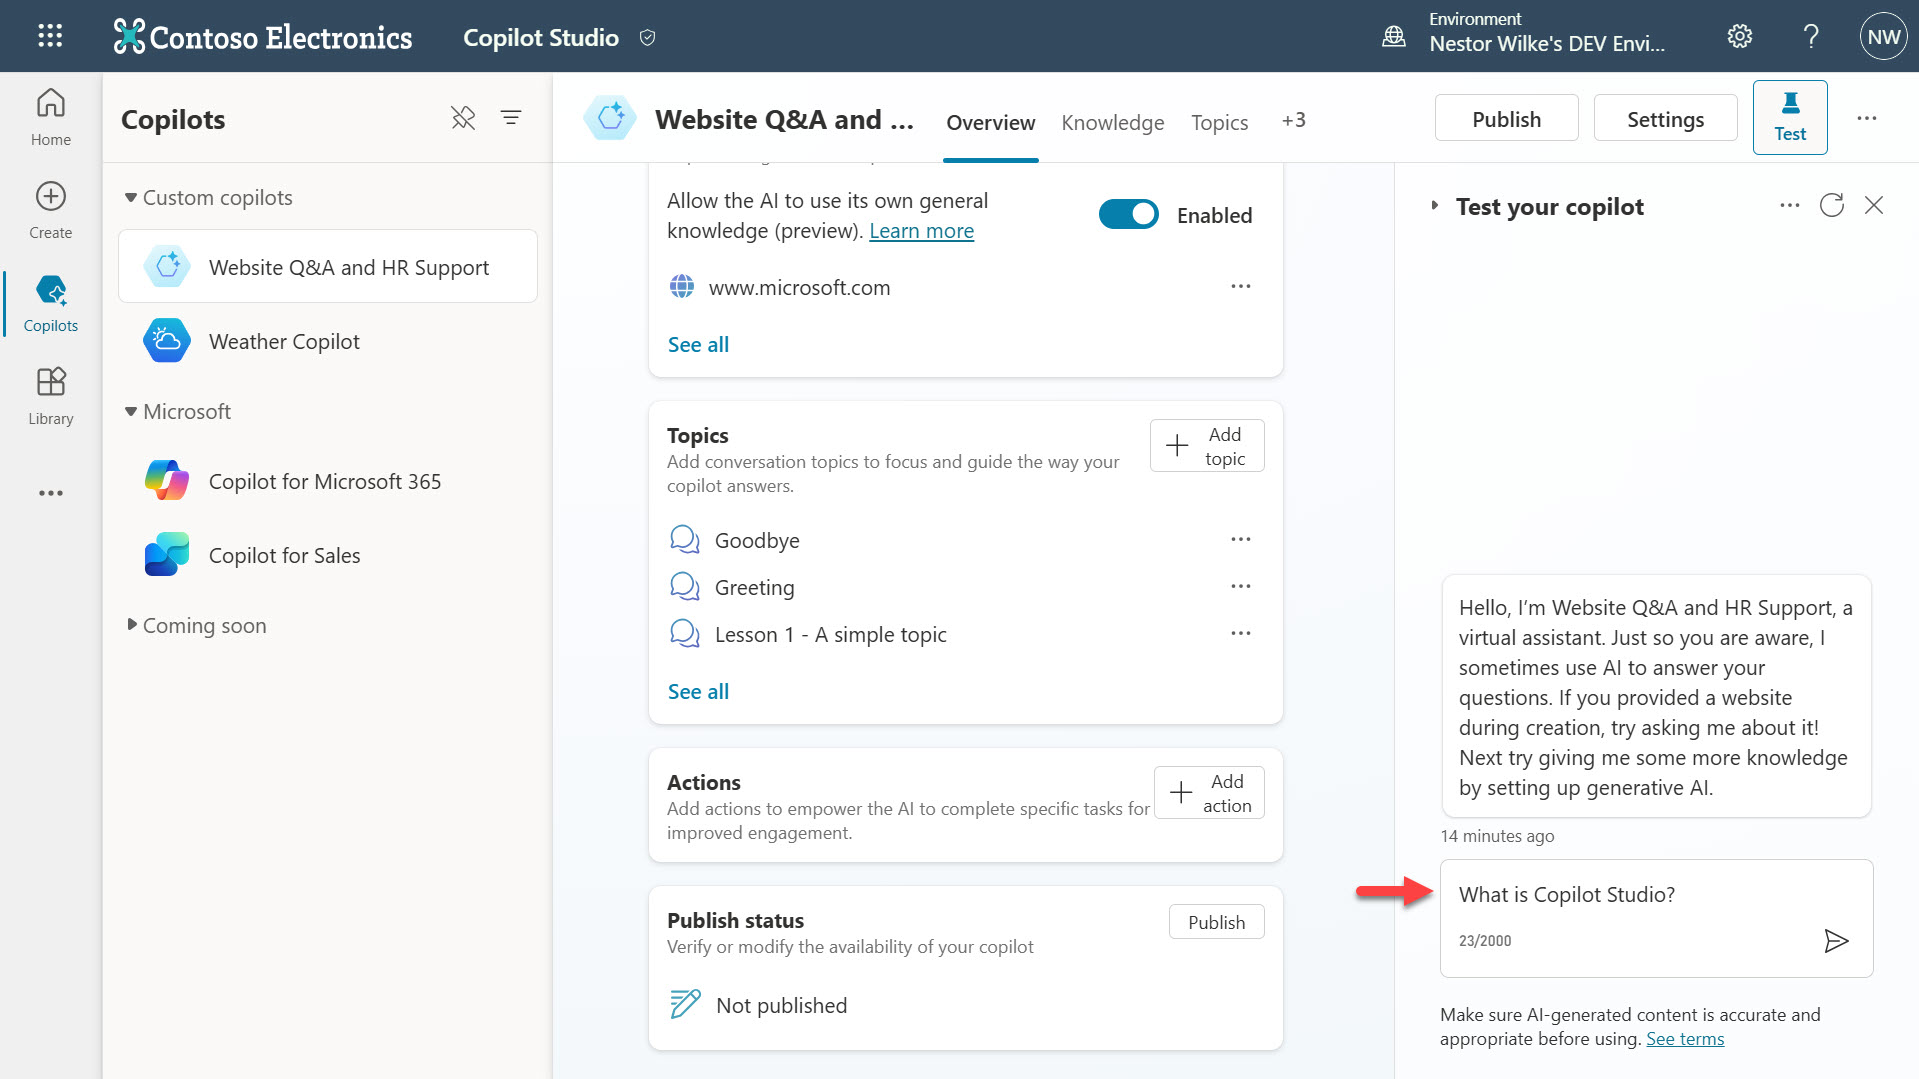 Contoso Electronics
Copilot Studio
Environment
Nestor Wilke's DEV Envi...
NW
Home
Create
Copilots
Library
Copilots
Custom copilots
Website Q&A and HR Support
Weather Copilot
Microsoft
Copilot for Microsoft 365
Copilot for Sales
Coming soon
Website Q&A and ...
Overview
Knowledge
Topics
+3
Publish
Settings
Test
Allow the AI to use its own general
knowledge (preview). Learn more
Enabled
www.microsoft.com
See all
Topics
Add conversation topics to focus and guide the way your
copilot answers.
Add
topic
Goodbye
Greeting
Lesson 1 - A simple topic
See all
Actions
Add actions to empower the AI to complete specific tasks for
improved engagement.
Add
action
Publish status
Verify or modify the availability of your copilot
Publish
Not published
Test your copilot
Hello, I'm Website Q&A and HR Support, a
virtual assistant. Just so you are aware, I
sometimes use AI to answer your
questions. If you provided a website
during creation, try asking me about it!
Next try giving me some more knowledge
by setting up generative AI.
14 minutes ago
What is Copilot Studio?
23/2000
Make sure AI-generated content is accurate and
appropriate before using. See terms